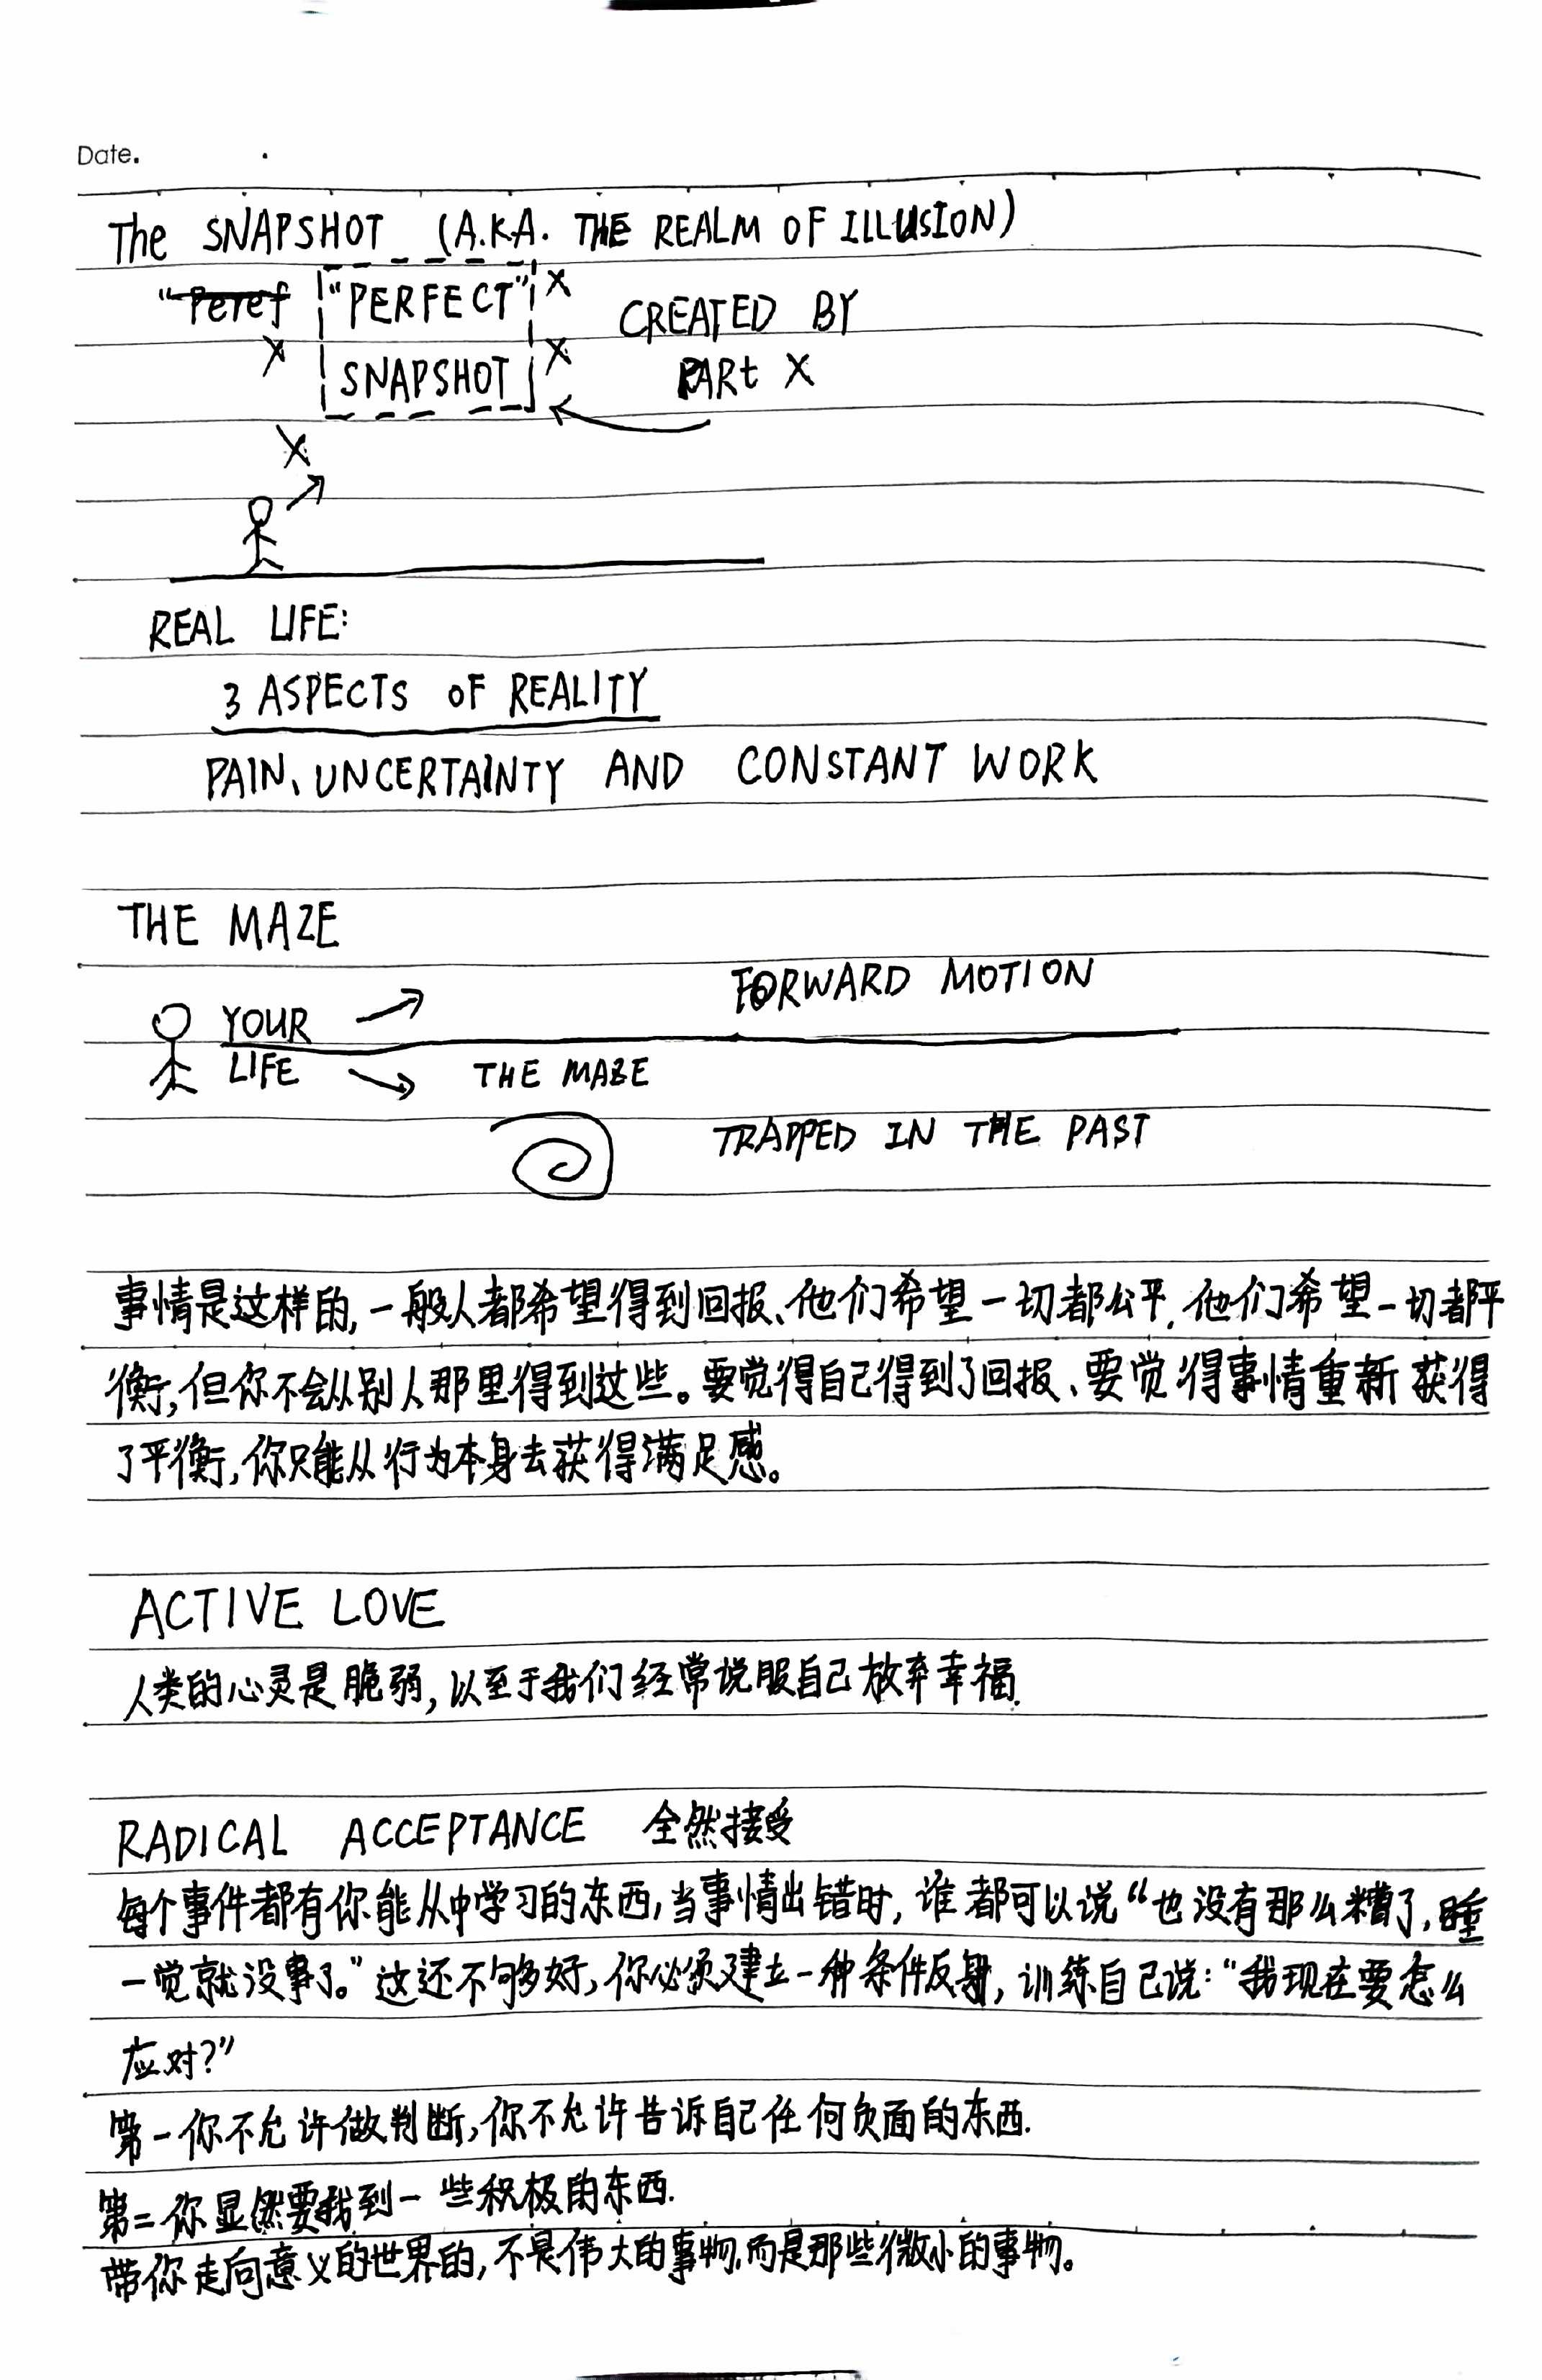 Date.
The SNAPSHOT (A.K.A. THE REALM OF ILLUSION)
"Peref "PERFECT" X CREATED BY
X SNAPSHOT X PARt X
X
REAL LIFE:
3 ASPECTS OF REALITY
PAIN、UNCERTAINTY AND CONSTANT WORK
THE MAZE
FORWARD MOTION
YOUR
LIFE THE MAZE
TRAPPED IN THE PAST
事情是这样的,一般人都希望得到回报、他们希望一切都公平,他们希望一切都平
衡,但你不会从别人那里得到这些。要觉得自己得到了回报、要觉得事情重新获得
了平衡,你只能从行为本身去获得满足感。
ACTIVE LOVE
人类的心灵是脆弱,以至于我们经常说服自己放弃幸福.
RADICAL ACCEPTANCE 全然接受
每个事件都有你能从中学习的东西,当事情出错时,谁都可以说“也没有那么糟了,睡
一觉就没事了。”这还不够好,你必须建立一种条件反射,训练自己说:“我现在要怎么
应对?”
第一你不允许做判断,你不允许告诉自己任何负面的东西.
第二你显然要找到一些积极的东西.
带你走向意义的世界的,不是伟大的事物,而是那些微小的事物。